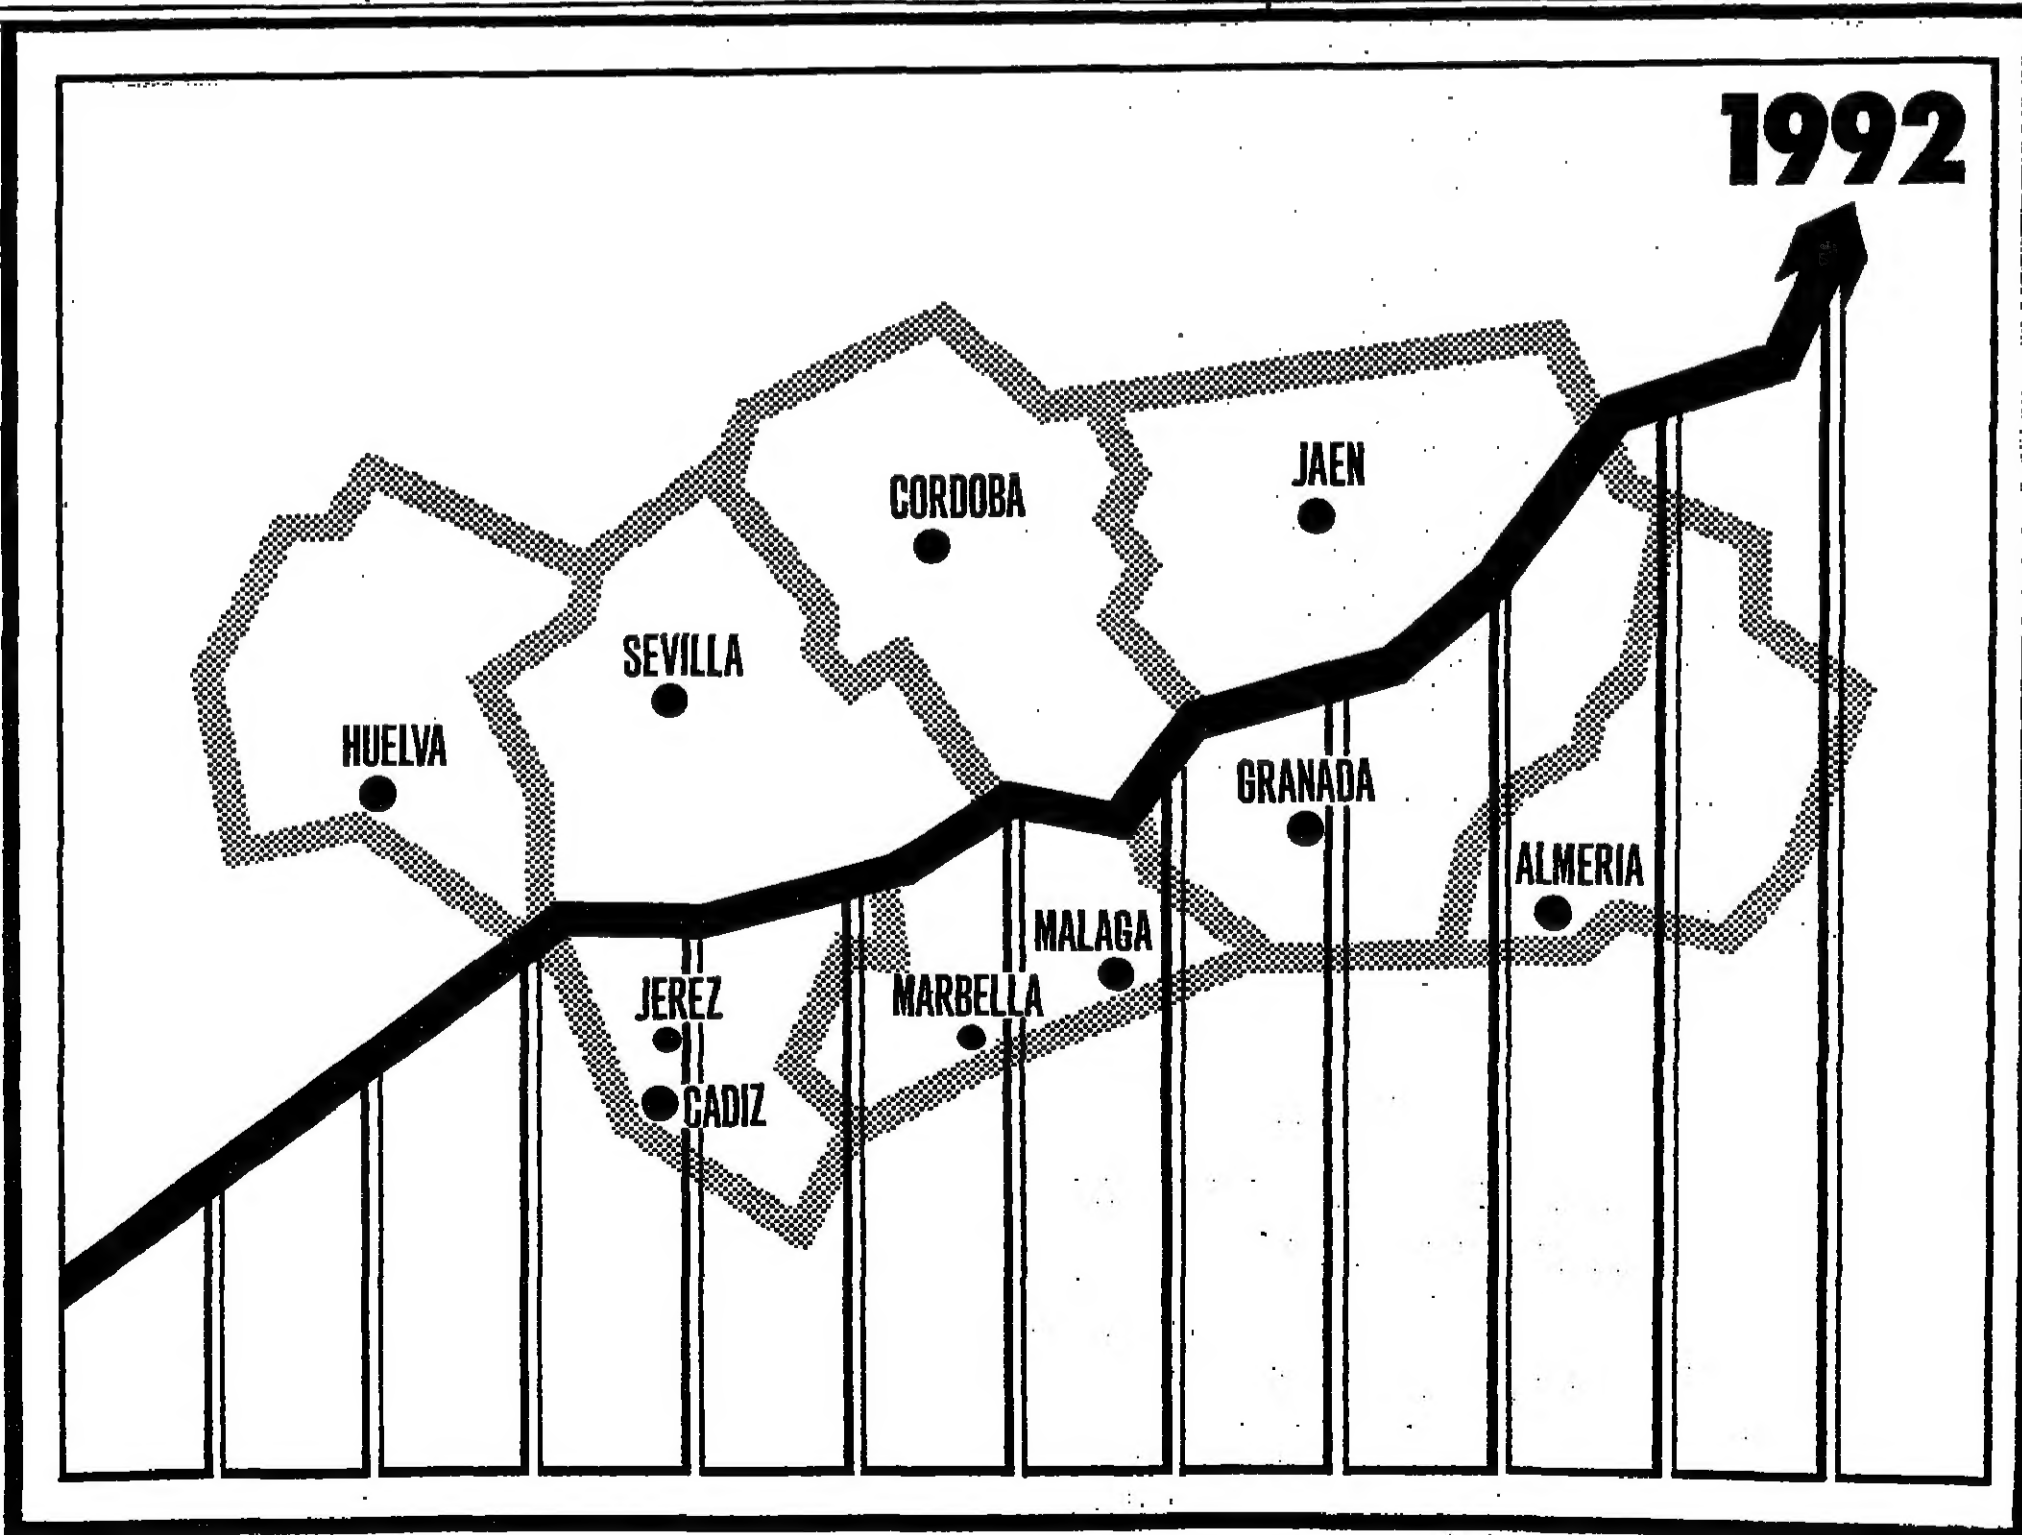 1992
JAEN
CORDOBA
SEVILLA
HUELVA
GRANADA
ALMERIA
MALAGA
MARBELLA
JEREZ
CADIZ